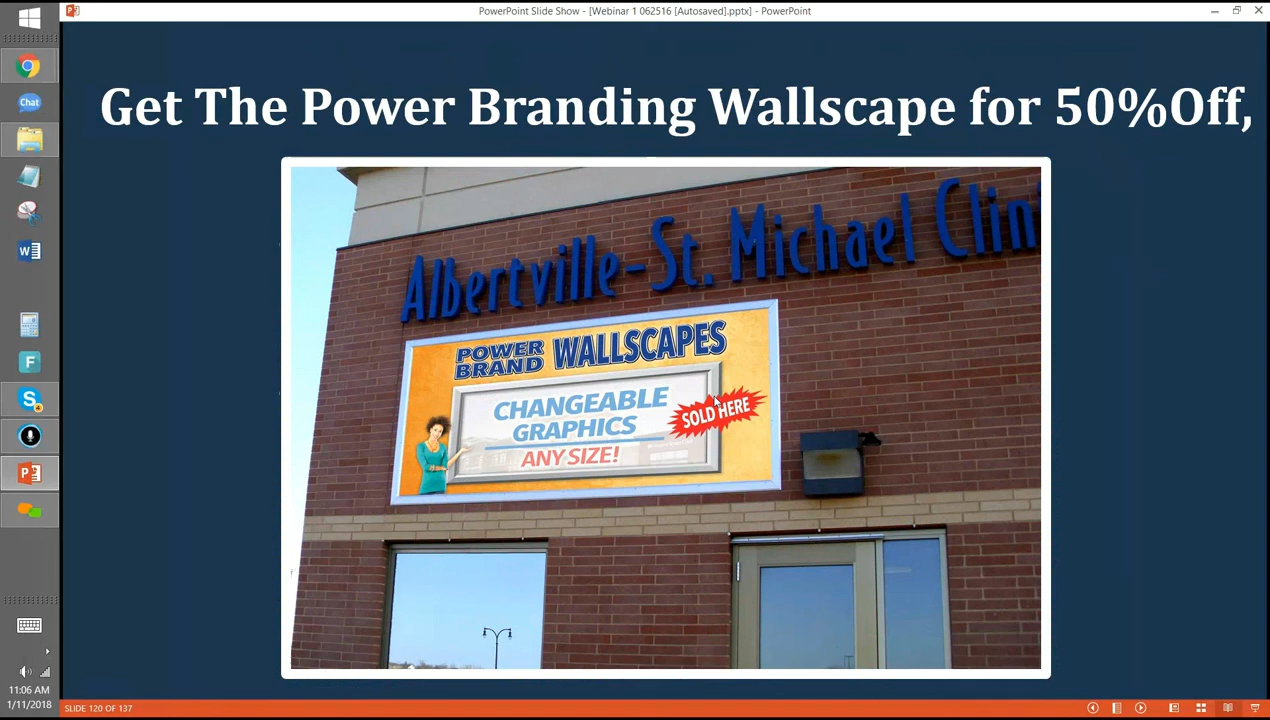 PowerPoint Slide Show - [Webinar 1 062516 [Autosaved].pptx] - PowerPoint
Chat
Get The Power Branding Wallscape for 50%Off,
Albertville-St. Michael Clin
POWER
BRAND WALLSCAPES
CHANGEABLE
GRAPHICS
ANY SIZE!
SOLD HERE
W
F
S
P
11:06 AM
1/11/2018
SLIDE 120 OF 137